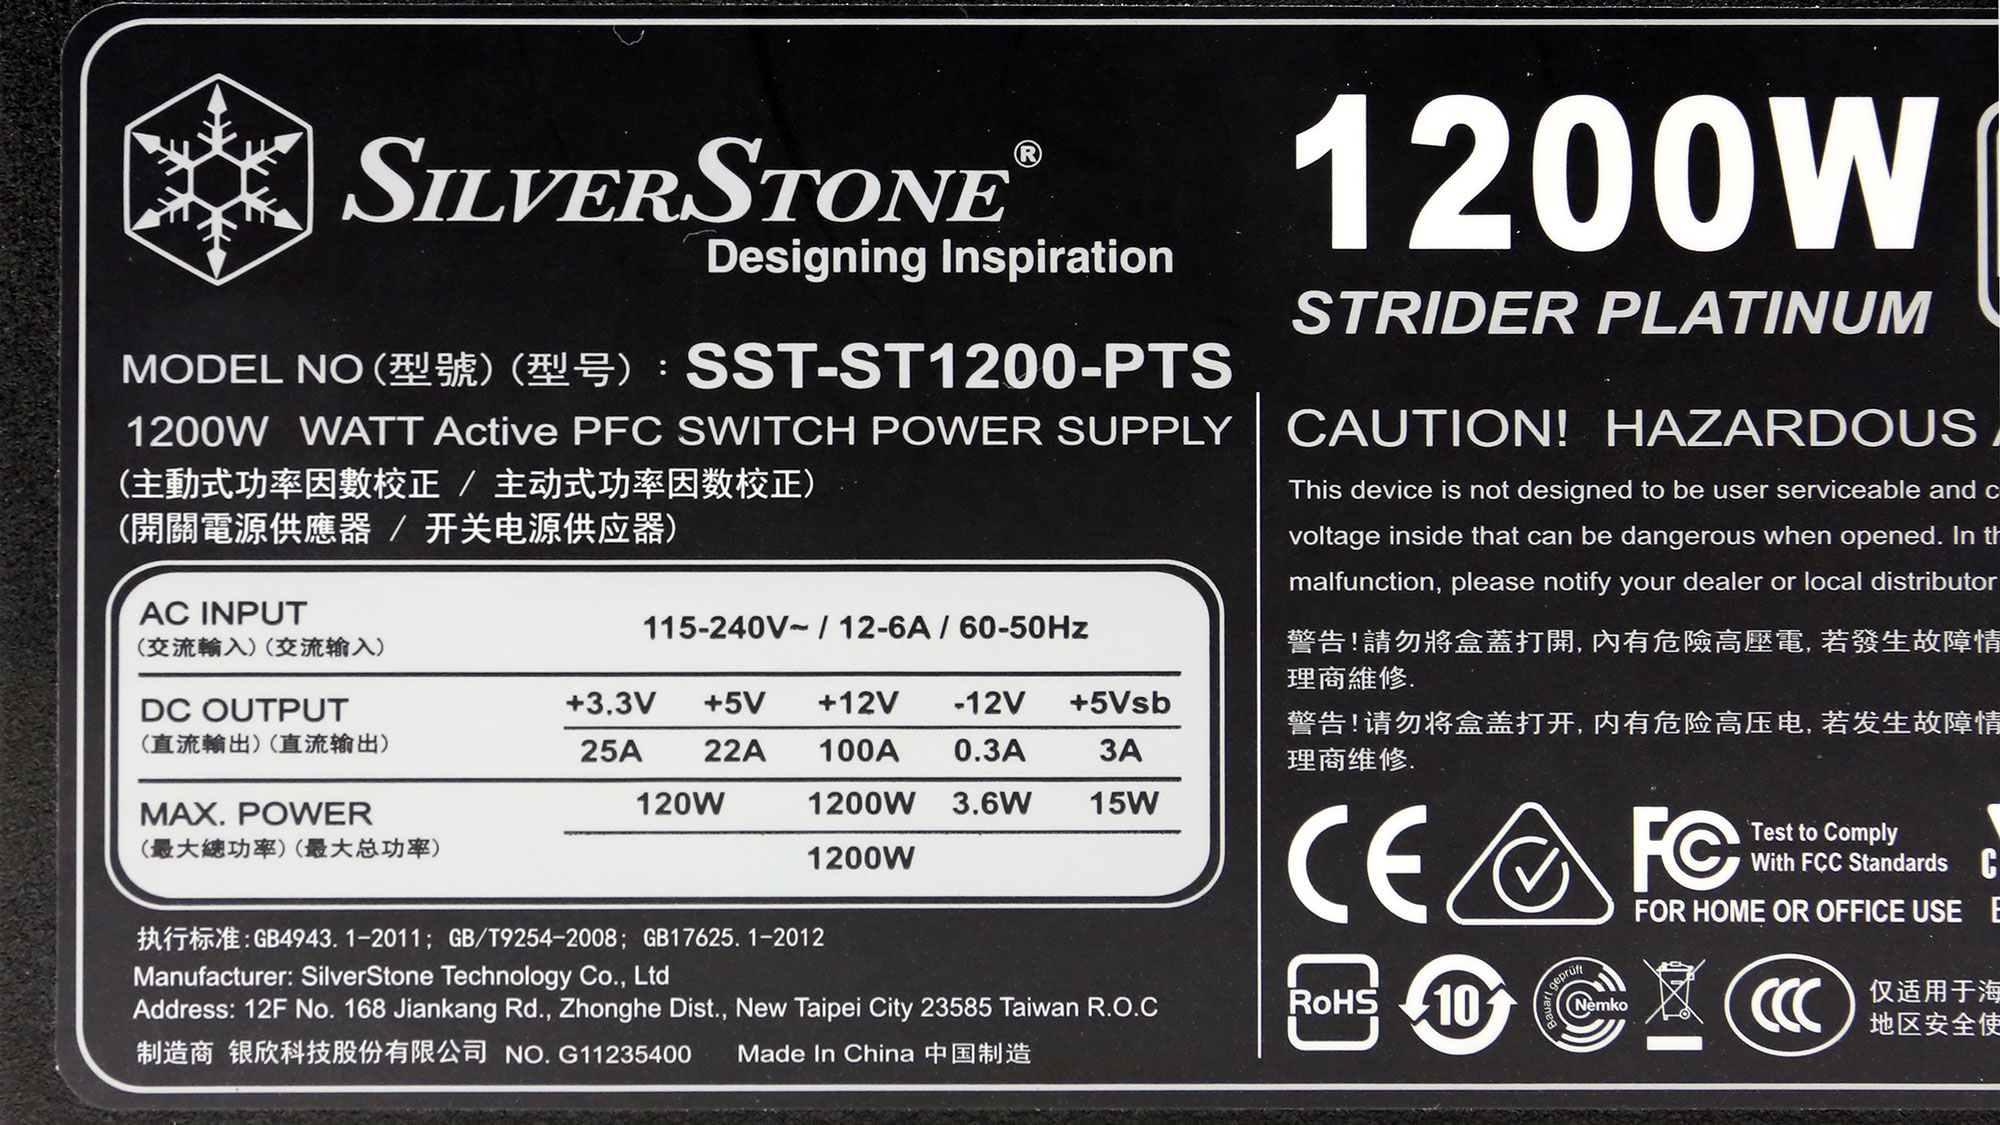 SILVERSTONE®
Designing Inspiration
MODEL NO (型號) (型号) : SST-ST1200-PTS
1200W WATT Active PFC SWITCH POWER SUPPLY
(主動式功率因數校正 / 主动式功率因数校正)
(開關電源供應器 / 开关电源供应器)
AC INPUT 115-240V~ / 12-6A / 60-50Hz
(交流輸入) (交流输入)
DC OUTPUT +3.3V +5V +12V -12V +5Vsb
(直流輸出) (直流输出) 25A 22A 100A 0.3A 3A
MAX. POWER 120W 1200W 3.6W 15W
(最大總功率) (最大总功率) 1200W
执行标准:GB4943.1-2011; GB/T9254-2008; GB17625.1-2012
Manufacturer: SilverStone Technology Co., Ltd
Address: 12F No. 168 Jiankang Rd., Zhonghe Dist., New Taipei City 23585 Taiwan R.O.C
制造商 银欣科技股份有限公司 NO. G11235400 Made In China 中国制造
1200W
STRIDER PLATINUM
CAUTION! HAZARDOUS
This device is not designed to be user serviceable and
voltage inside that can be dangerous when opened. In
malfunction, please notify your dealer or local distributor
警告!請勿將盒蓋打開, 內有危險高壓電, 若發生故障情
理商維修.
警告!请勿将盒盖打开, 内有危险高压电, 若发生故障情
理商维修.
CE
FC Test to Comply
With FCC Standards
FOR HOME OR OFFICE USE
RoHS
10
Bauart geprüft
Nemko
CCC
仅适用于海
地区安全使